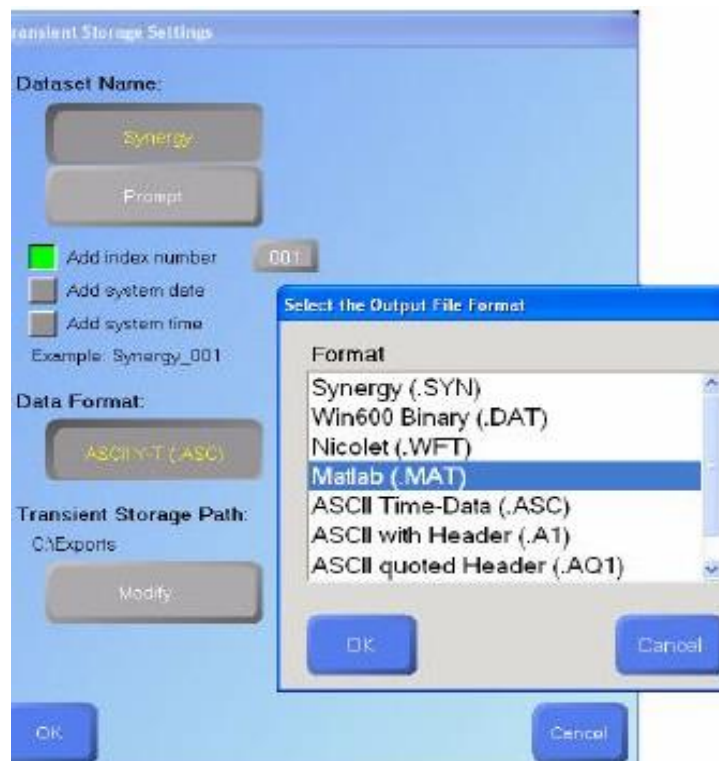 Transient Storage Settings
Dataset Name:
Synergy
Prompt
Add index number
001
Add system date
Add system time
Example: Synergy_001
Data Format:
ASCII Y-T (.ASC)
Transient Storage Path:
C:\Exports
Modify
OK
Cancel
Select the Output File Format
Format
Synergy (.SYN)
Win600 Binary (.DAT)
Nicolet (.WFT)
Matlab (.MAT)
ASCII Time-Data (.ASC)
ASCII with Header (.A1)
ASCII quoted Header (.AQ1)
OK
Cancel